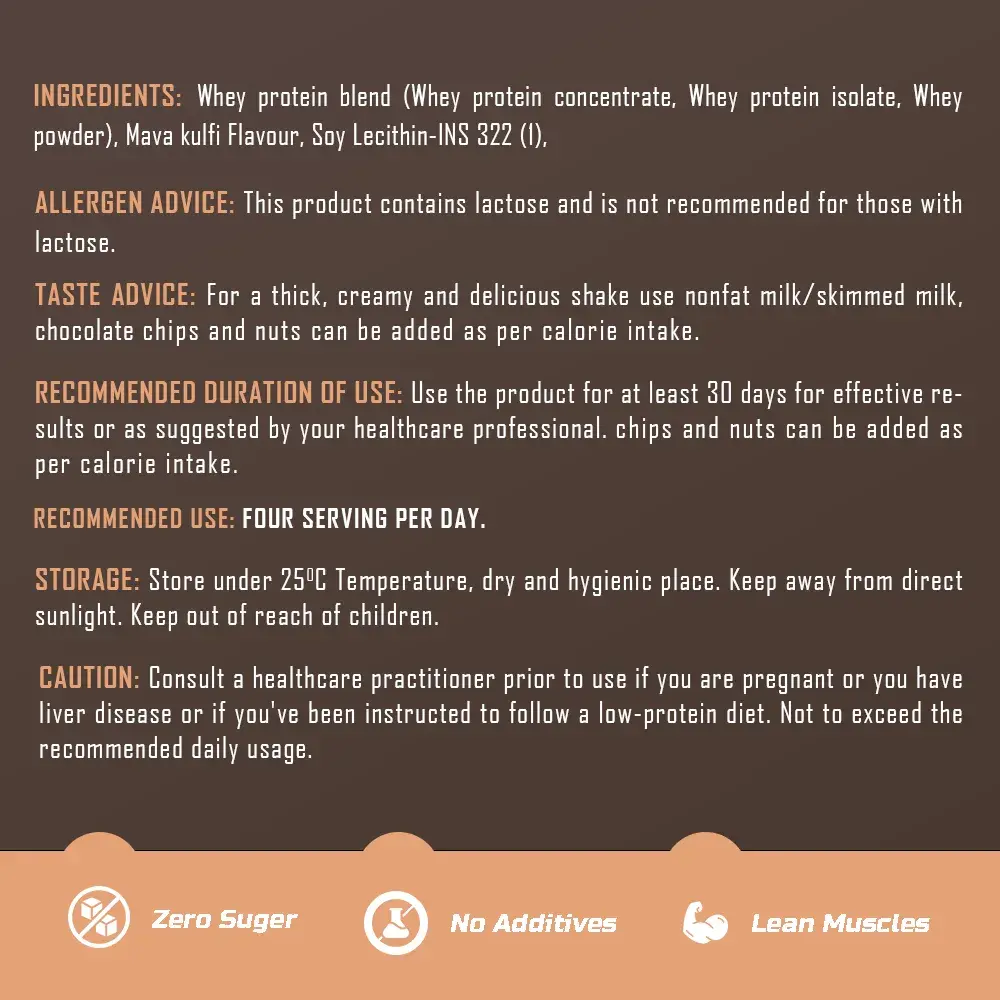 INGREDIENTS: Whey protein blend (Whey protein concentrate, Whey protein isolate, Whey
powder), Mava kulfi Flavour, Soy Lecithin-INS 322 (1),
ALLERGEN ADVICE: This product contains lactose and is not recommended for those with
lactose.
TASTE ADVICE: For a thick, creamy and delicious shake use nonfat milk/skimmed milk,
chocolate chips and nuts can be added as per calorie intake.
RECOMMENDED DURATION OF USE: Use the product for at least 30 days for effective re-
sults or as suggested by your healthcare professional. chips and nuts can be added as
per calorie intake.
RECOMMENDED USE: FOUR SERVING PER DAY.
STORAGE: Store under 25⁰C Temperature, dry and hygienic place. Keep away from direct
sunlight. Keep out of reach of children.
CAUTION: Consult a healthcare practitioner prior to use if you are pregnant or you have
liver disease or if you've been instructed to follow a low-protein diet. Not to exceed the
recommended daily usage.
Zero Suger
No Additives
Lean Muscles